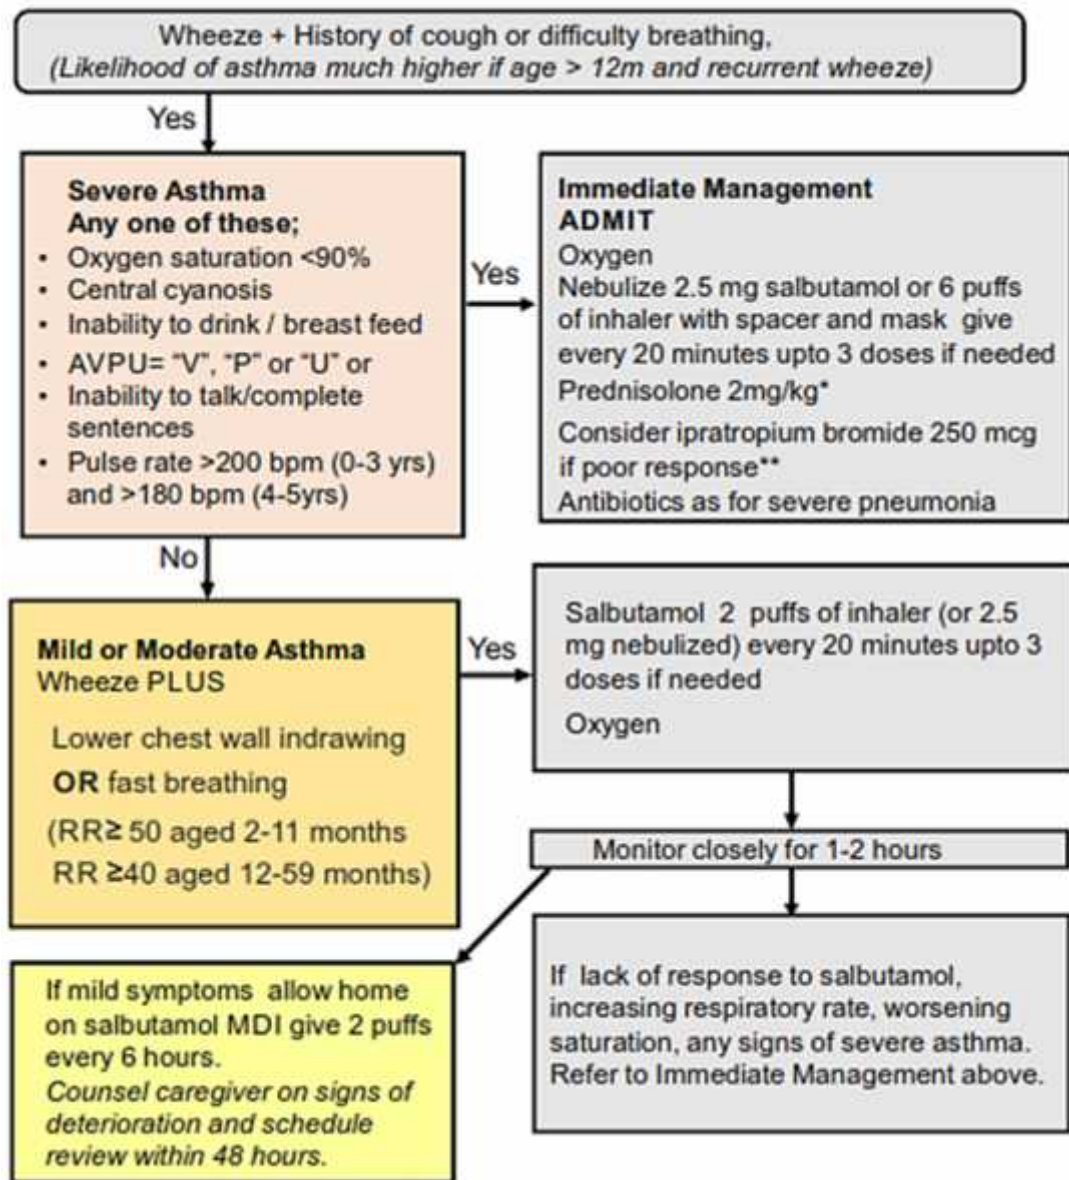 Wheeze + History of cough or difficulty breathing,
(Likelihood of asthma much higher if age > 12m and recurrent wheeze)
Yes
Severe Asthma
Any one of these;
• Oxygen saturation <90%
• Central cyanosis
• Inability to drink / breast feed
• AVPU= “V”, “P” or “U” or
• Inability to talk/complete
sentences
• Pulse rate >200 bpm (0-3 yrs)
and >180 bpm (4-5yrs)
Yes
Immediate Management
ADMIT
Oxygen
Nebulize 2.5 mg salbutamol or 6 puffs
of inhaler with spacer and mask give
every 20 minutes upto 3 doses if needed
Prednisolone 2mg/kg*
Consider ipratropium bromide 250 mcg
if poor response**
Antibiotics as for severe pneumonia
No
Mild or Moderate Asthma
Wheeze PLUS
Lower chest wall indrawing
OR fast breathing
(RR≥ 50 aged 2-11 months
RR ≥40 aged 12-59 months)
Yes
Salbutamol 2 puffs of inhaler (or 2.5
mg nebulized) every 20 minutes upto 3
doses if needed
Oxygen
Monitor closely for 1-2 hours
If mild symptoms allow home
on salbutamol MDI give 2 puffs
every 6 hours.
Counsel caregiver on signs of
deterioration and schedule
review within 48 hours.
If lack of response to salbutamol,
increasing respiratory rate, worsening
saturation, any signs of severe asthma.
Refer to Immediate Management above.